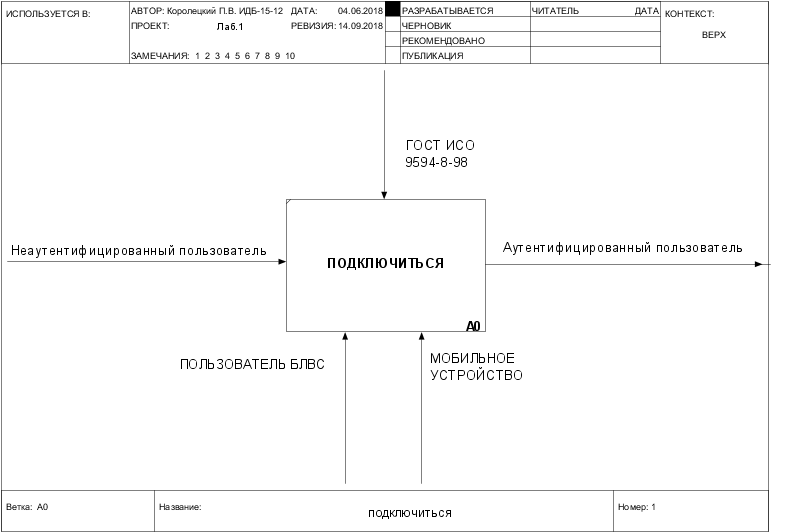 ИСПОЛЬЗУЕТСЯ В:
АВТОР: Королецкий П.В. ИДБ-15-12 ДАТА: 04.06.2018
ПРОЕКТ: Лаб.1 РЕВИЗИЯ: 14.09.2018
ЗАМЕЧАНИЯ: 1 2 3 4 5 6 7 8 9 10
РАЗРАБАТЫВАЕТСЯ
ЧЕРНОВИК
РЕКОМЕНДОВАНО
ПУБЛИКАЦИЯ
ЧИТАТЕЛЬ ДАТА
КОНТЕКСТ:
ВЕРХ
ГОСТ ИСО
9594-8-98
Неаутентифицированный пользователь
ПОДКЛЮЧИТЬСЯ
A0
Аутентифицированный пользователь
ПОЛЬЗОВАТЕЛЬ БЛВС
МОБИЛЬНОЕ
УСТРОЙСТВО
Ветка: A0
Название:
подключиться
Номер: 1